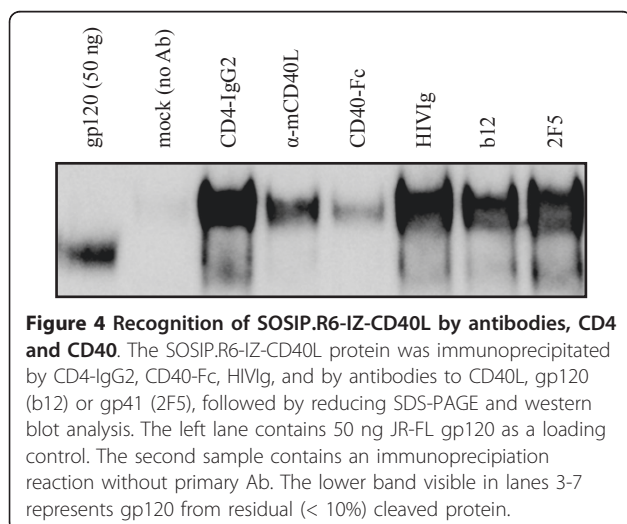 gp120 (50 ng)
mock (no Ab)
CD4-IgG2
α-mCD40L
CD40-Fc
HIVIg
b12
2F5
Figure 4 Recognition of SOSIP.R6-IZ-CD40L by antibodies, CD4
and CD40. The SOSIP.R6-IZ-CD40L protein was immunoprecipitated
by CD4-IgG2, CD40-Fc, HIVIg, and by antibodies to CD40L, gp120
(b12) or gp41 (2F5), followed by reducing SDS-PAGE and western
blot analysis. The left lane contains 50 ng JR-FL gp120 as a loading
control. The second sample contains an immunoprecipiation
reaction without primary Ab. The lower band visible in lanes 3-7
represents gp120 from residual (< 10%) cleaved protein.